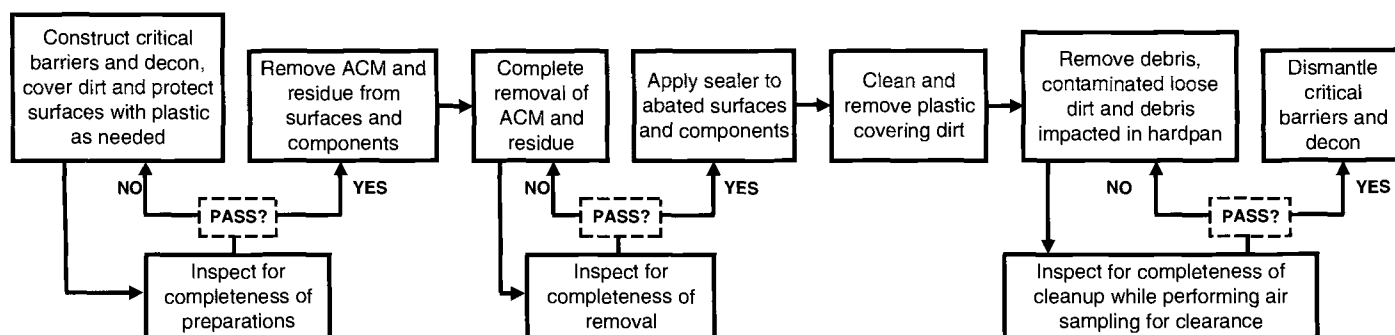 Construct critical
barriers and decon,
cover dirt and protect
surfaces with plastic
as needed
Remove ACM and
residue from
surfaces and
components
Complete
removal of
ACM and
residue
Apply sealer to
abated surfaces
and components
Clean and
remove plastic
covering dirt
Remove debris,
contaminated loose
dirt and debris
impacted in hardpan
Dismantle
critical
barriers and
decon
NO
YES
PASS?
NO
YES
PASS?
NO
YES
PASS?
Inspect for
completeness of
preparations
Inspect for
completeness of
removal
Inspect for completeness of
cleanup while performing air
sampling for clearance